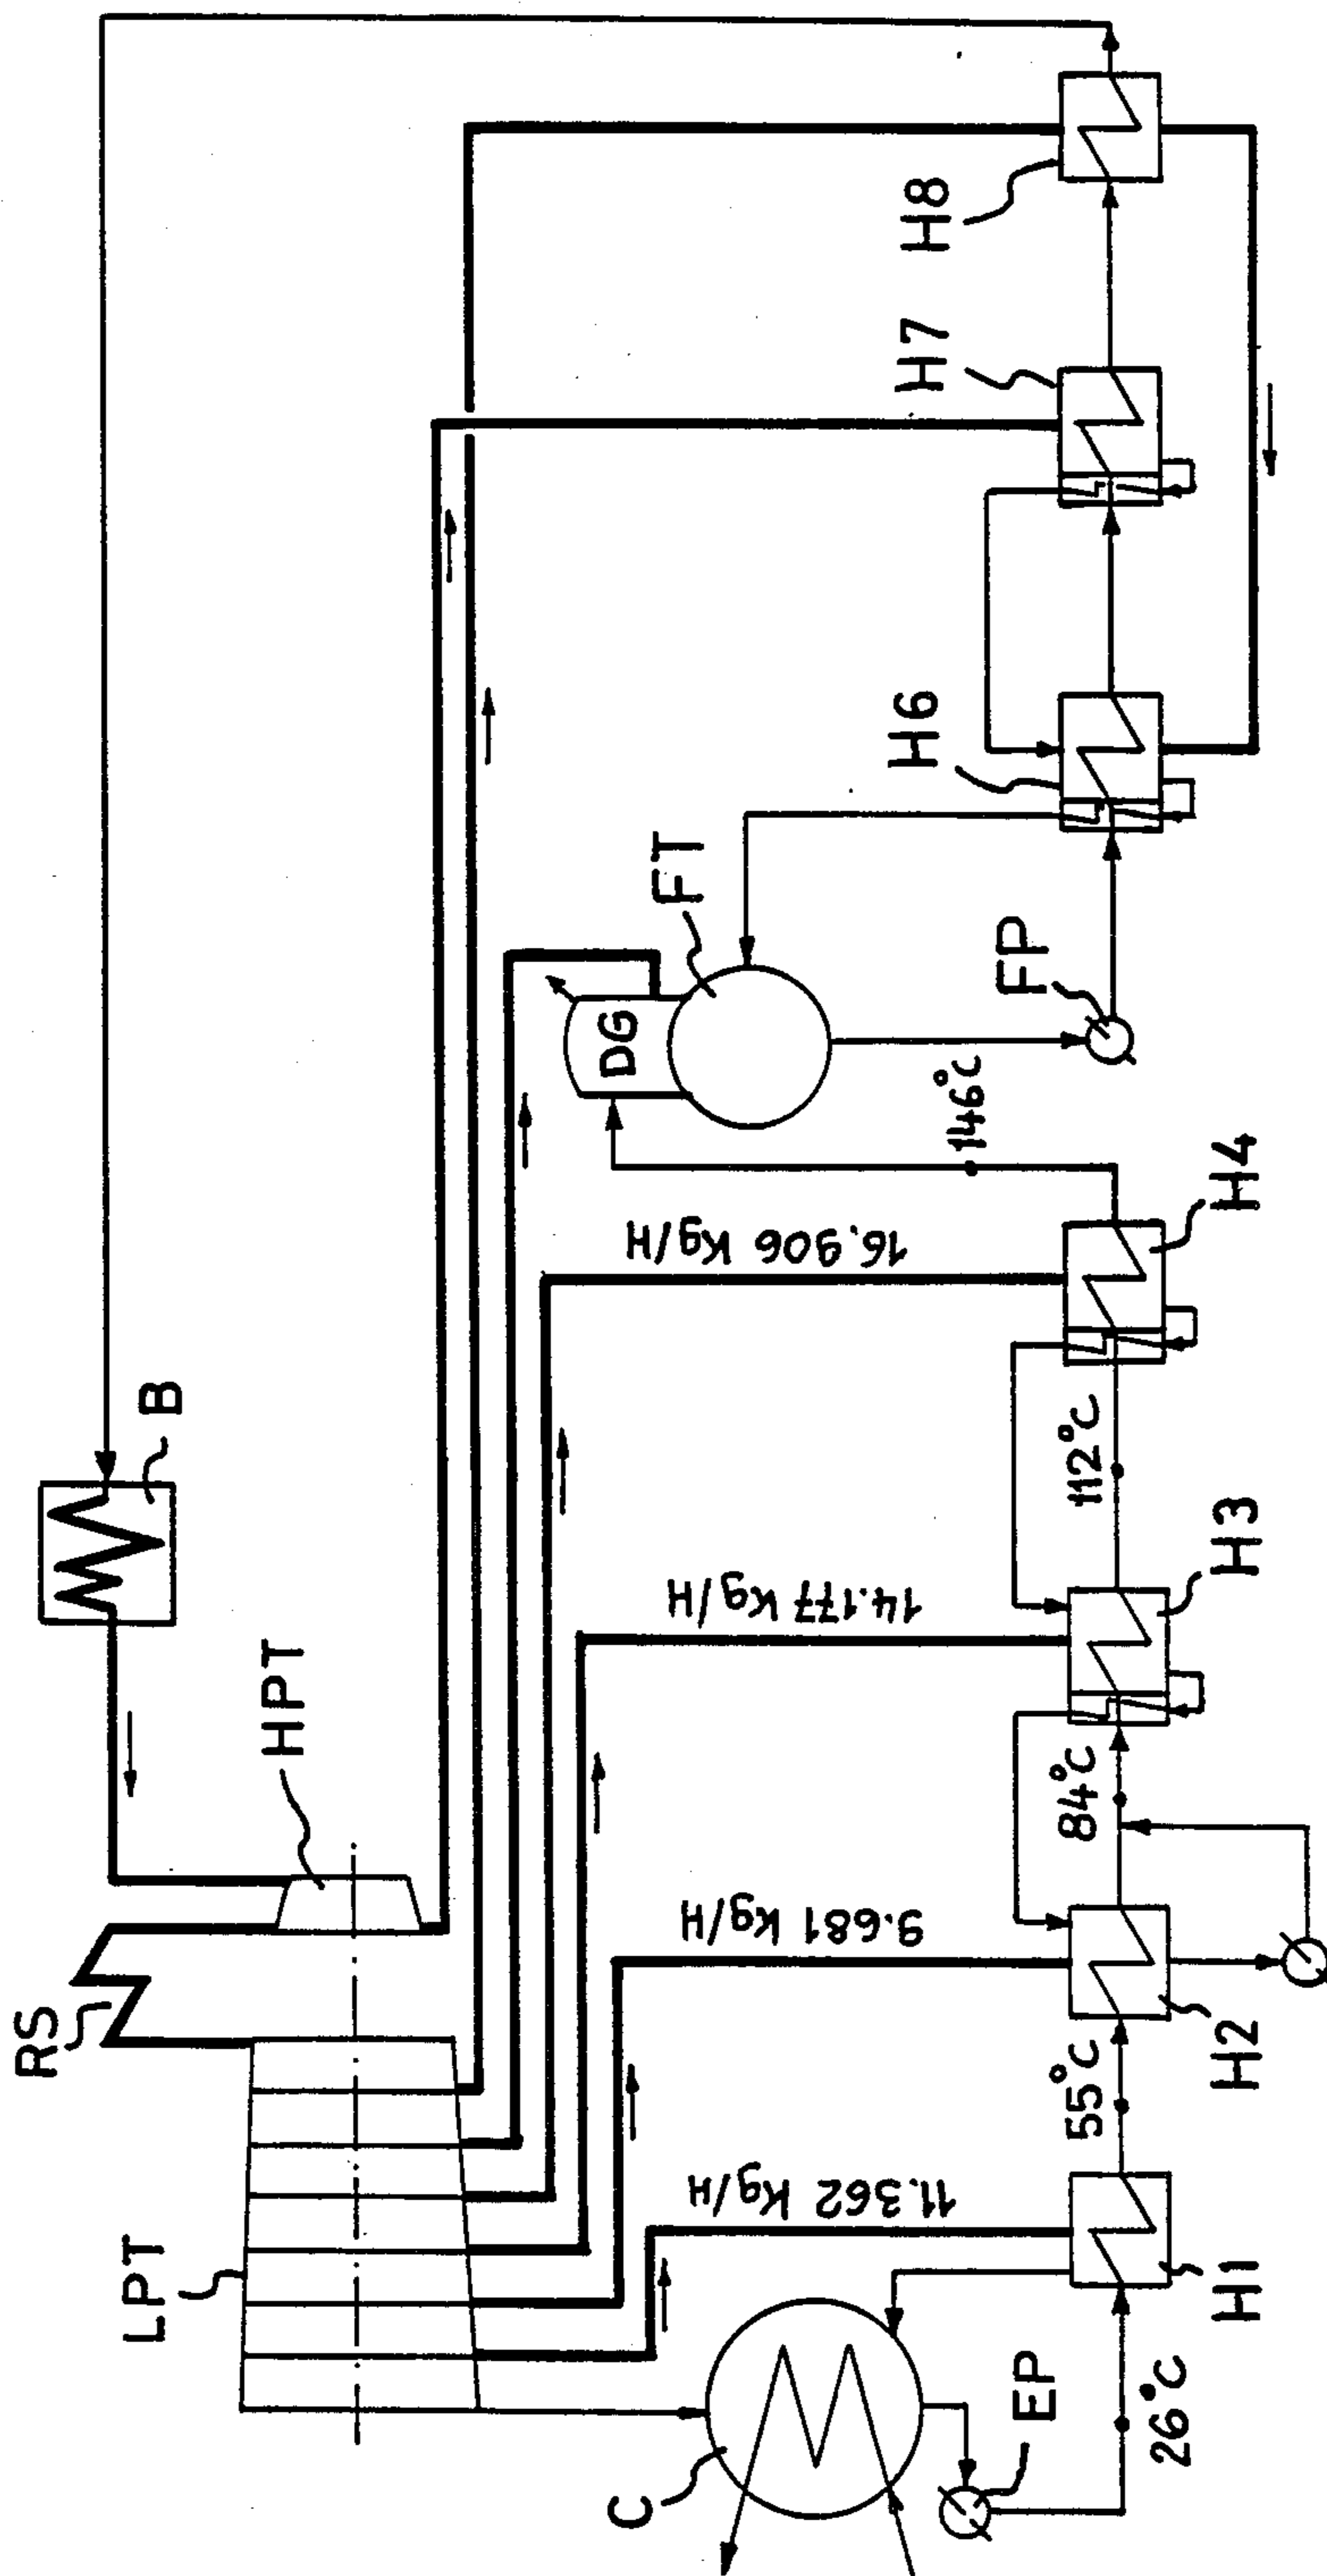 RS
B
HPT
LPT
C
EP
26°C
H1
11.362 Kg/H
55°C
H2
9.681 Kg/H
84°C
H3
14.177 Kg/H
112°C
H4
16.906 Kg/H
146°C
DG
FT
FP
H6
H7
H8